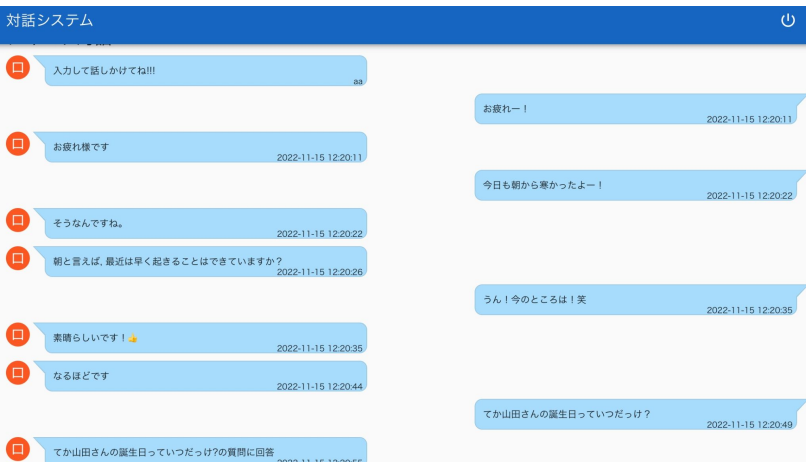 対話システム
入力して話しかけてね!!!
aa
お疲れー！
2022-11-15 12:20:11
お疲れ様です
2022-11-15 12:20:11
今日も朝から寒かったよー！
2022-11-15 12:20:22
そうなんですね。
2022-11-15 12:20:22
朝と言えば, 最近は早く起きることはできていますか？
2022-11-15 12:20:26
うん！今のところは！笑
2022-11-15 12:20:35
素晴らしいです！👍
2022-11-15 12:20:35
なるほどです
2022-11-15 12:20:44
てか山田さんの誕生日っていつだっけ？
2022-11-15 12:20:49
てか山田さんの誕生日っていつだっけ?の質問に回答
2022-11-15 12:20:55